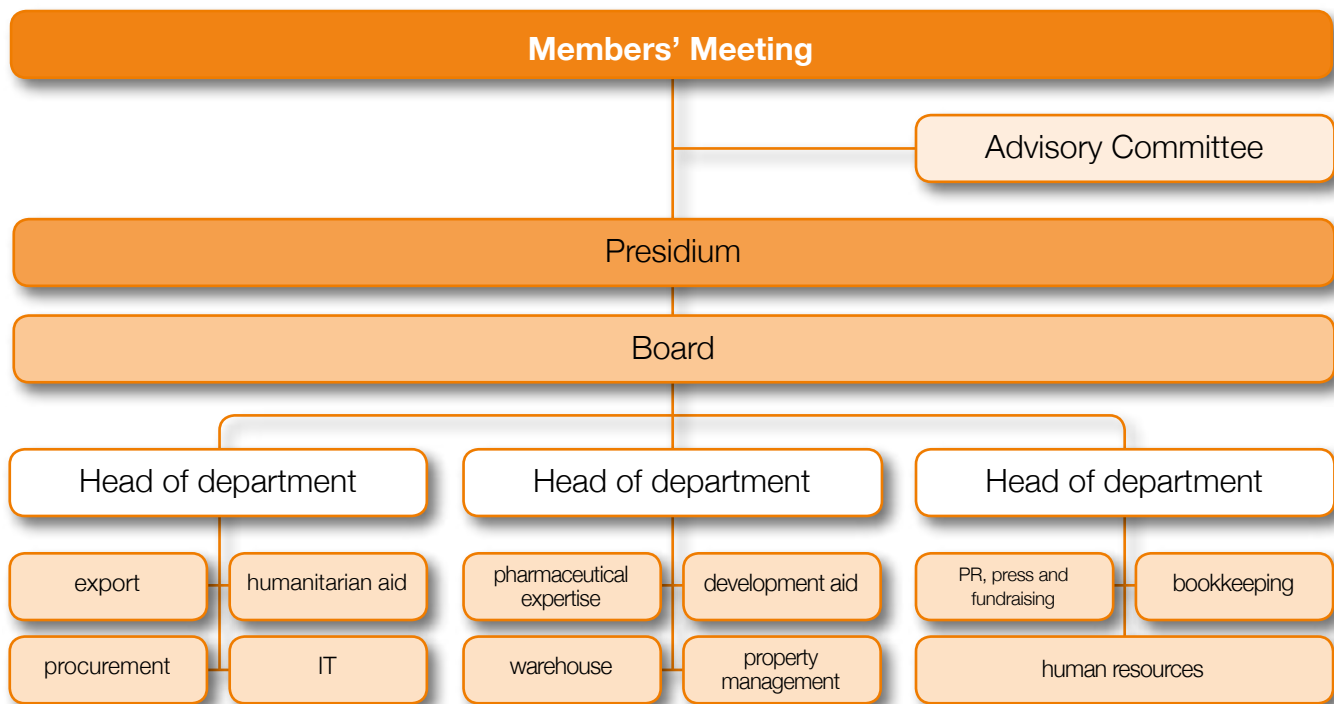 Members’ Meeting
Advisory Committee
Presidium
Board
Head of department
Head of department
Head of department
export
humanitarian aid
procurement
IT
pharmaceutical
expertise
development aid
warehouse
property
management
PR, press and
fundraising
bookkeeping
human resources